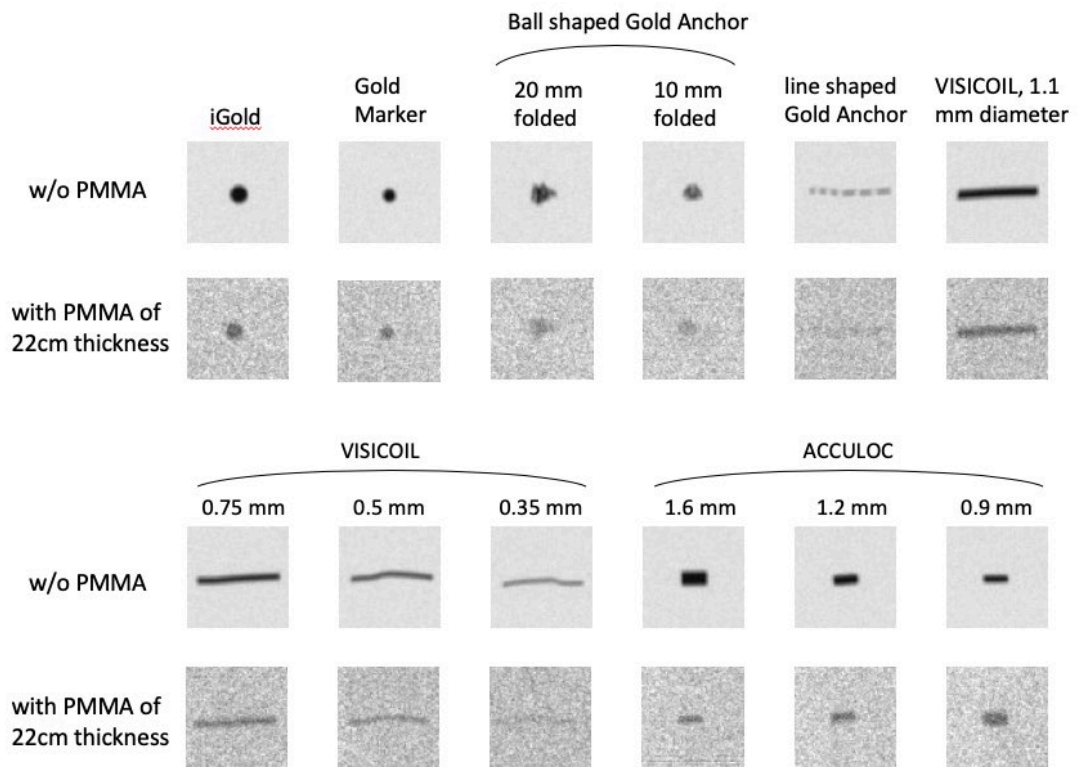 Ball shaped Gold Anchor
iGold
Gold
Marker
20 mm
folded
10 mm
folded
line shaped
Gold Anchor
VISICOIL, 1.1
mm diameter
w/o PMMA
with PMMA of
22cm thickness
VISICOIL
ACCULOC
0.75 mm
0.5 mm
0.35 mm
1.6 mm
1.2 mm
0.9 mm
w/o PMMA
with PMMA of
22cm thickness